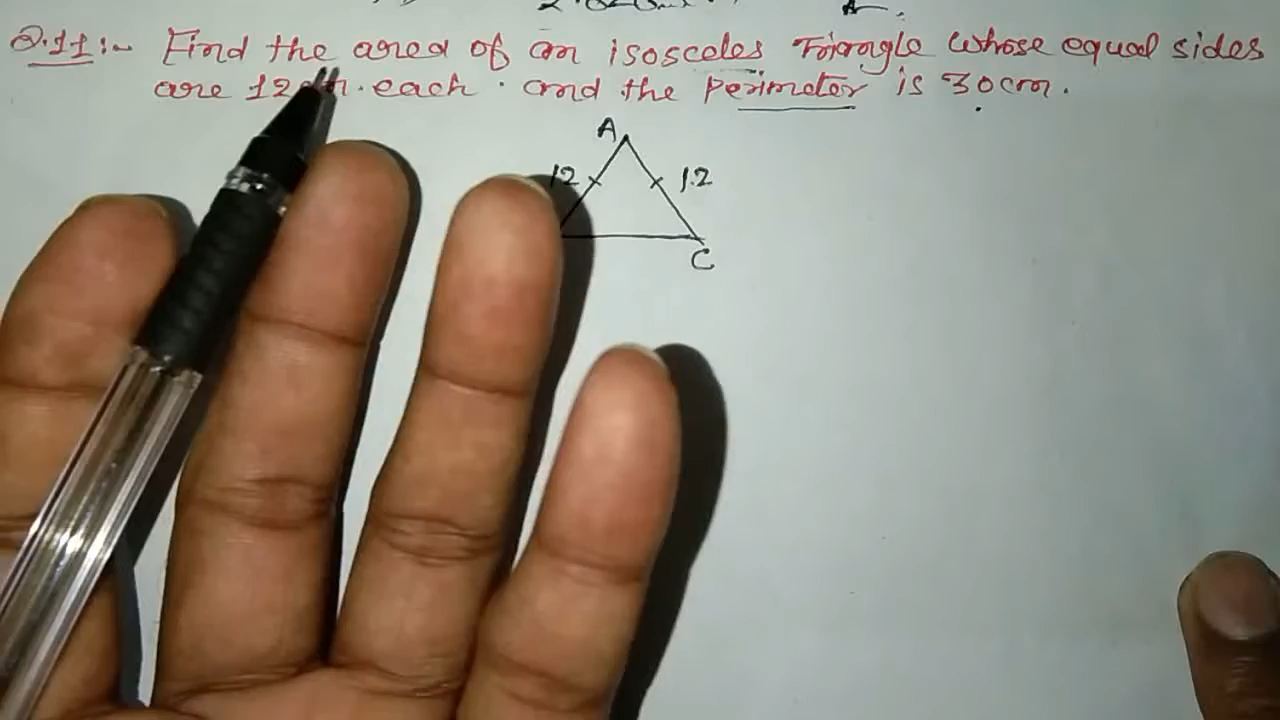 Q.11:- Find the area of an isosceles Triangle whose equal sides
are 12 each. and the perimeter is 30cm.
A
12 12
C